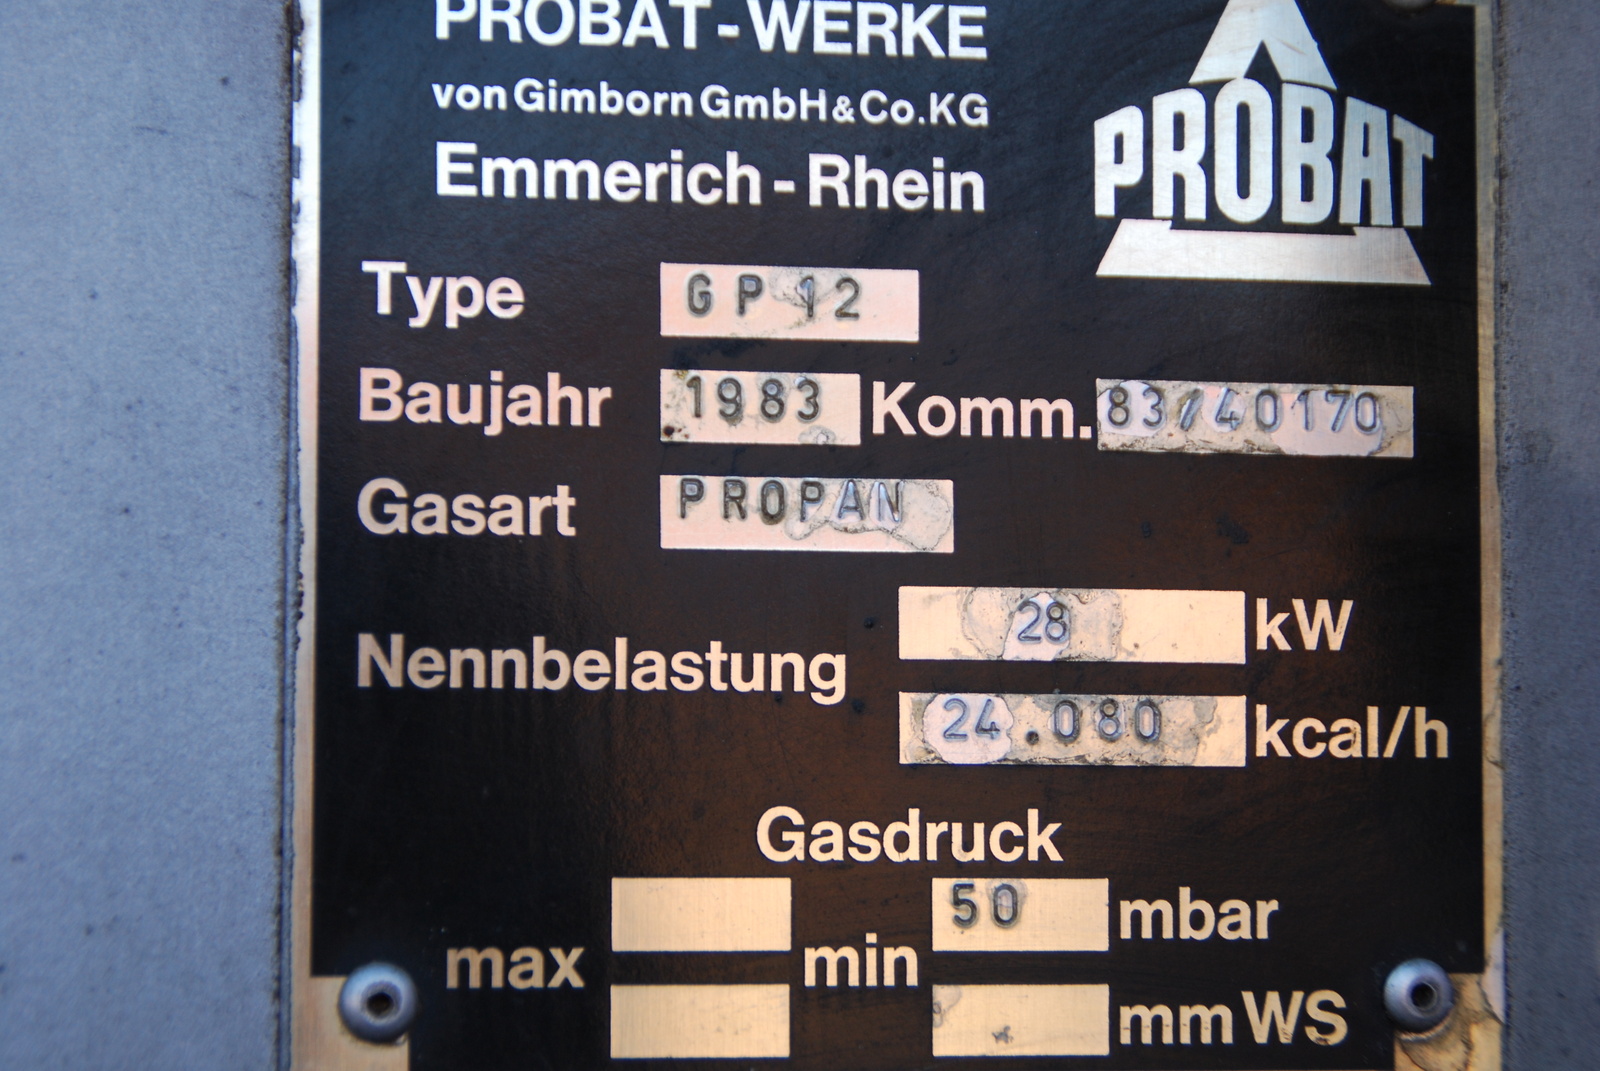 PROBAT-WERKE
von Gimborn GmbH & Co. KG
Emmerich-Rhein
PROBAT
Type GP 12
Baujahr 1983 Komm. 83/40170
Gasart PROPAN
Nennbelastung 28 kW
24.080 kcal/h
Gasdruck
max min 50 mbar
mm WS